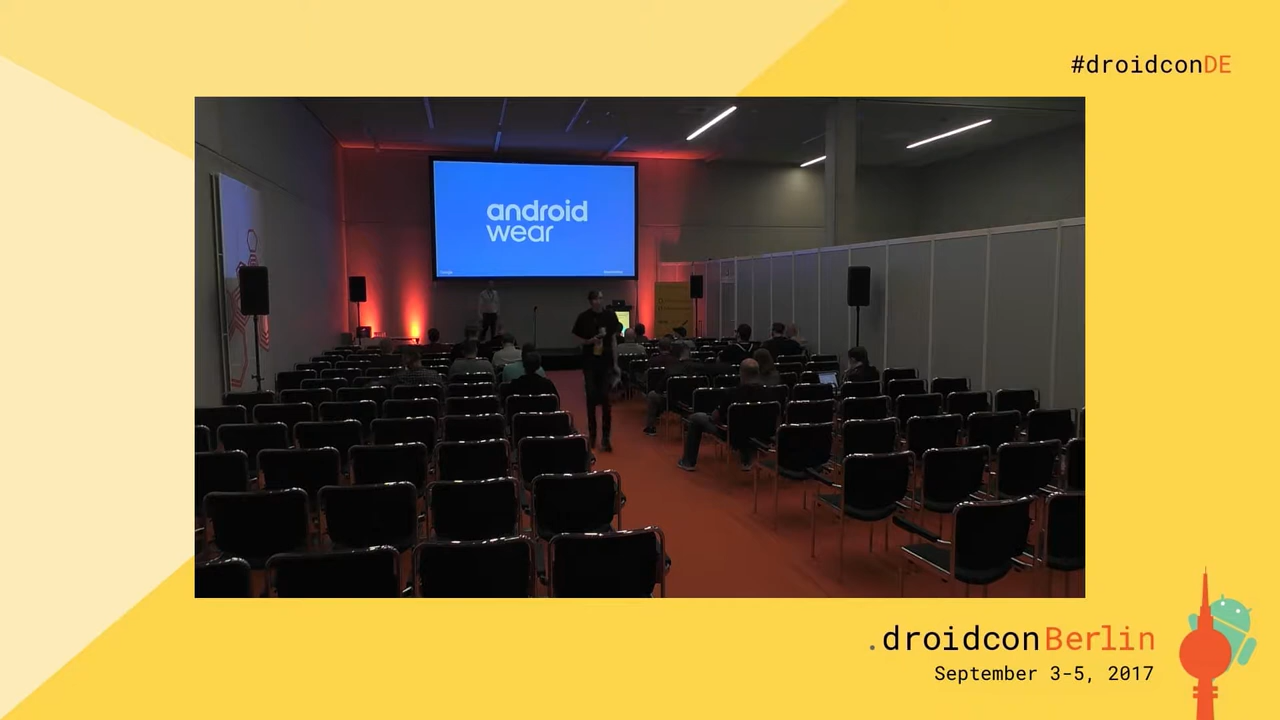 #droidconDE
android
wear
.droidconBerlin
September 3-5, 2017